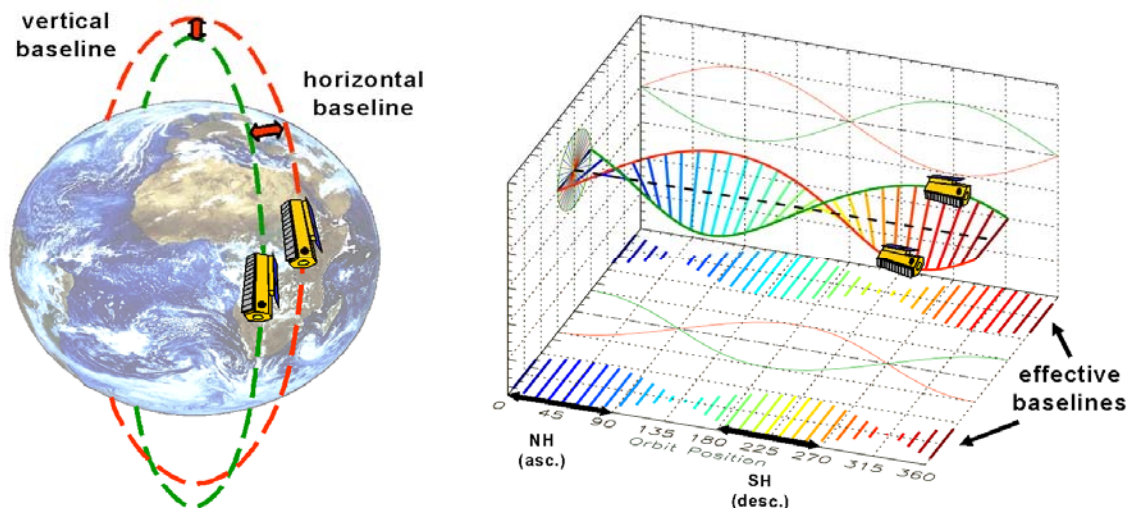 vertical
baseline
horizontal
baseline
effective
baselines
0
45
90
135
180
225
270
315
360
Orbit Position
NH
(asc.)
SH
(desc.)